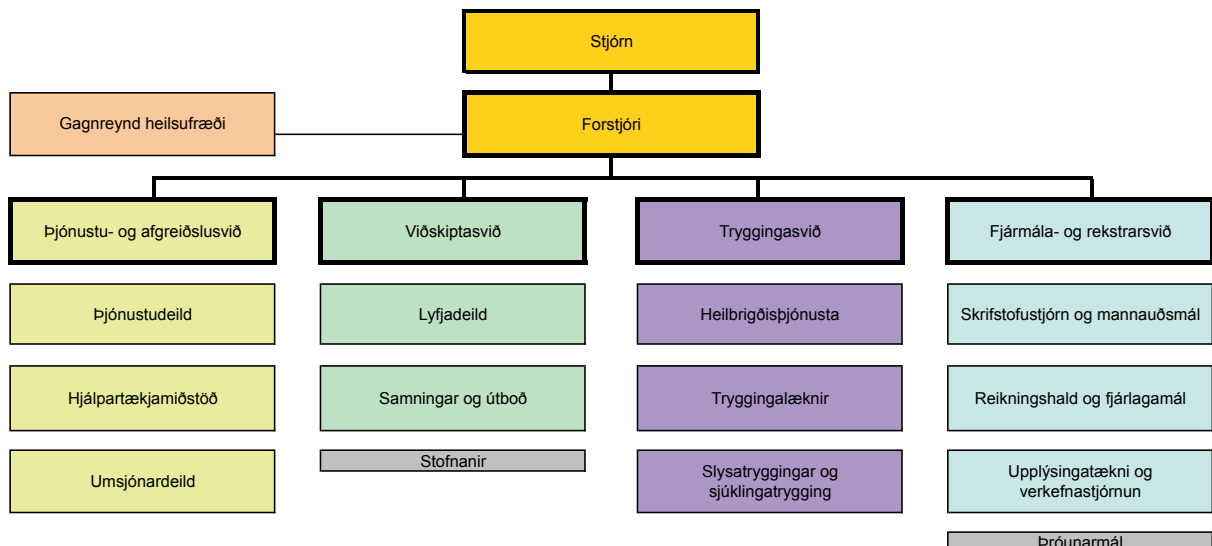 Stjórn
Gagnreynd heilsufræði
Forstjóri
Þjónustu- og afgreiðslusvið
Viðskiptasvið
Tryggingasvið
Fjármála- og rekstrarsvið
Þjónustudeild
Lyfjadeild
Heilbrigðisþjónusta
Skrifstofustjórn og mannauðsmál
Hjálpartækjamiðstöð
Samningar og útboð
Tryggingalæknir
Reikningshald og fjárlagamál
Umsjónardeild
Stofnanir
Slysatryggingar og
sjúklingatrygging
Upplýsingatækni og
verkefnastjórnun
Þróunarmál